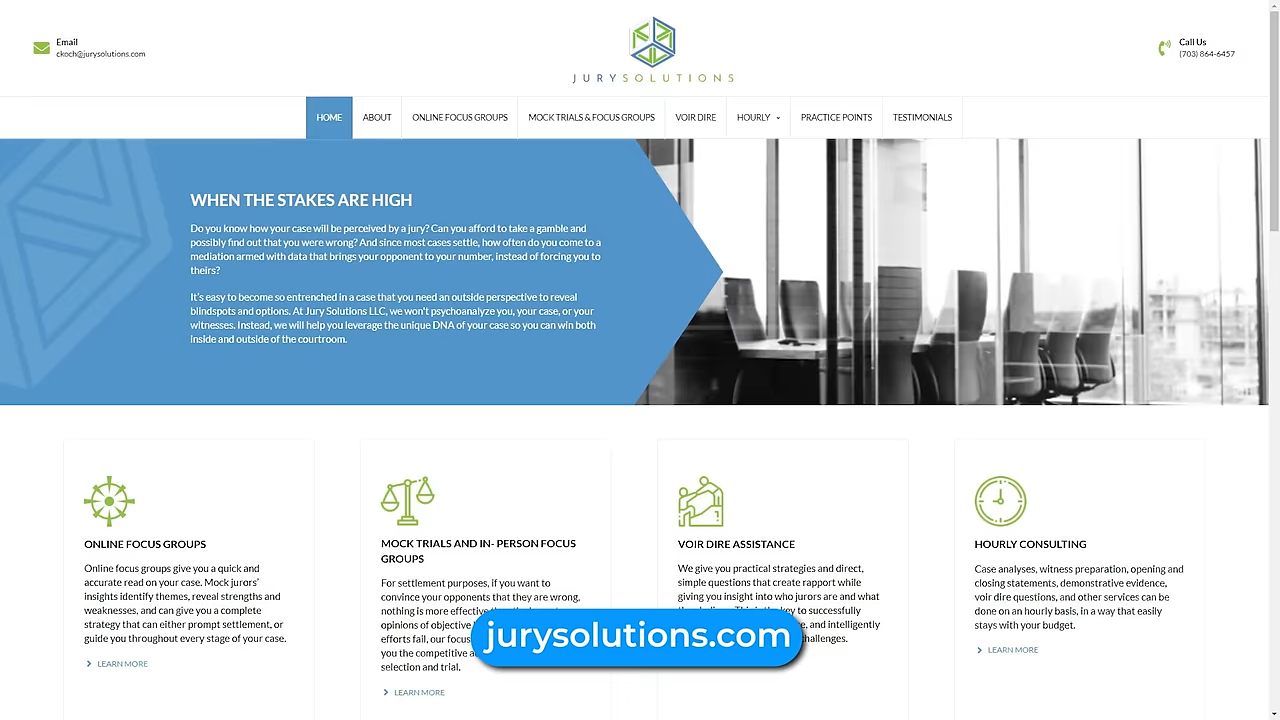 Email
ckoch@jurysolutions.com
JURYSOLUTIONS
Call Us
(703) 864-6457
HOME
ABOUT
ONLINE FOCUS GROUPS
MOCK TRIALS & FOCUS GROUPS
VOIR DIRE
HOURLY
PRACTICE POINTS
TESTIMONIALS
WHEN THE STAKES ARE HIGH
Do you know how your case will be perceived by a jury? Can you afford to take a gamble and
possibly find out that you were wrong? And since most cases settle, how often do you come to a
mediation armed with data that brings your opponent to your number, instead of forcing you to
theirs?
It's easy to become so entrenched in a case that you need an outside perspective to reveal
blindspots and options. At Jury Solutions LLC, we won't psychoanalyze you, your case, or your
witnesses. Instead, we will help you leverage the unique DNA of your case so you can win both
inside and outside of the courtroom.
ONLINE FOCUS GROUPS
Online focus groups give you a quick and
accurate read on your case. Mock jurors'
insights identify themes, reveal strengths and
weaknesses, and can give you a complete
strategy that can either prompt settlement, or
guide you throughout every stage of your case.
LEARN MORE
MOCK TRIALS AND IN- PERSON FOCUS
GROUPS
For settlement purposes, if you want to
convince your opponents that they are wrong,
nothing is more effective
opinions of objective
efforts fail, our focus
you the competitive
selection and trial.
LEARN MORE
VOIR DIRE ASSISTANCE
We give you practical strategies and direct,
simple questions that create rapport while
giving you insight into who jurors are and what
to successfully
and intelligently
challenges.
HOURLY CONSULTING
Case analyses, witness preparation, opening and
closing statements, demonstrative evidence,
voir dire questions, and other services can be
done on an hourly basis, in a way that easily
stays with your budget.
LEARN MORE
jurysolutions.com